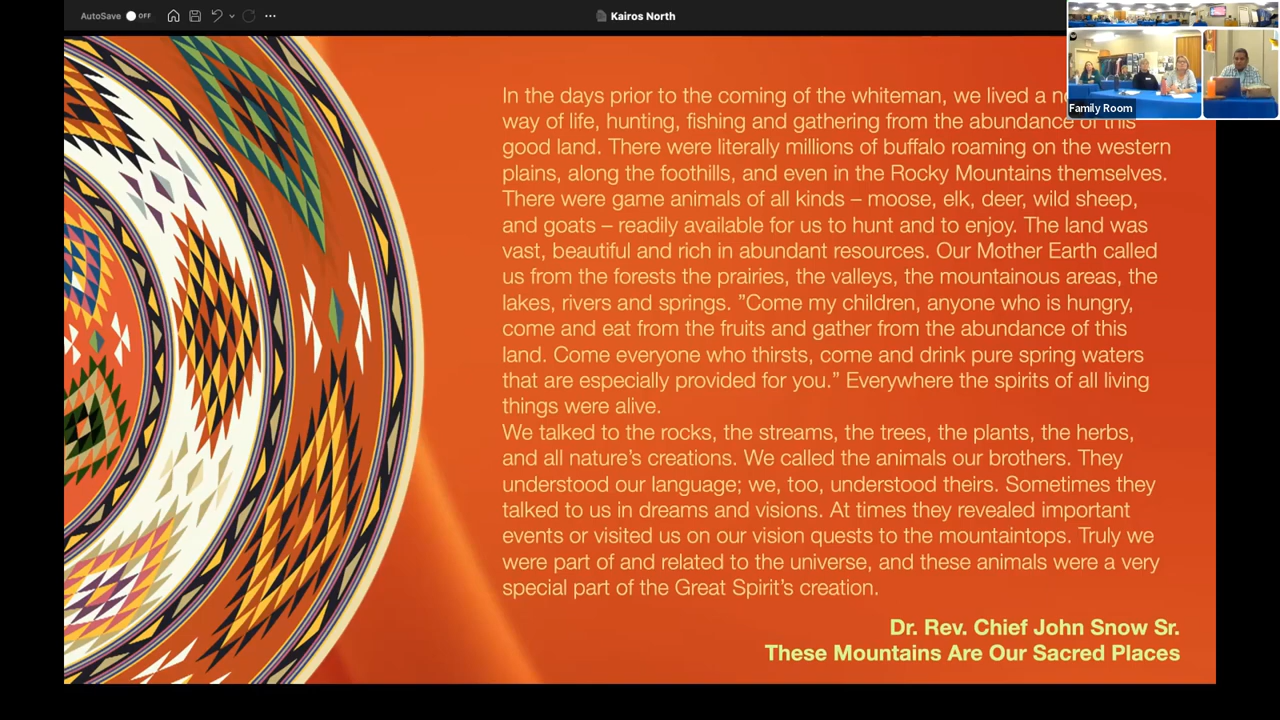 AutoSave OFF
Kairos North
Family Room
In the days prior to the coming of the whiteman, we lived a
way of life, hunting, fishing and gathering from the abundance of this
good land. There were literally millions of buffalo roaming on the western
plains, along the foothills, and even in the Rocky Mountains themselves.
There were game animals of all kinds – moose, elk, deer, wild sheep,
and goats – readily available for us to hunt and to enjoy. The land was
vast, beautiful and rich in abundant resources. Our Mother Earth called
us from the forests the prairies, the valleys, the mountainous areas, the
lakes, rivers and springs. ”Come my children, anyone who is hungry,
come and eat from the fruits and gather from the abundance of this
land. Come everyone who thirsts, come and drink pure spring waters
that are especially provided for you.” Everywhere the spirits of all living
things were alive.
We talked to the rocks, the streams, the trees, the plants, the herbs,
and all nature’s creations. We called the animals our brothers. They
understood our language; we, too, understood theirs. Sometimes they
talked to us in dreams and visions. At times they revealed important
events or visited us on our vision quests to the mountaintops. Truly we
were part of and related to the universe, and these animals were a very
special part of the Great Spirit’s creation.
Dr. Rev. Chief John Snow Sr.
These Mountains Are Our Sacred Places